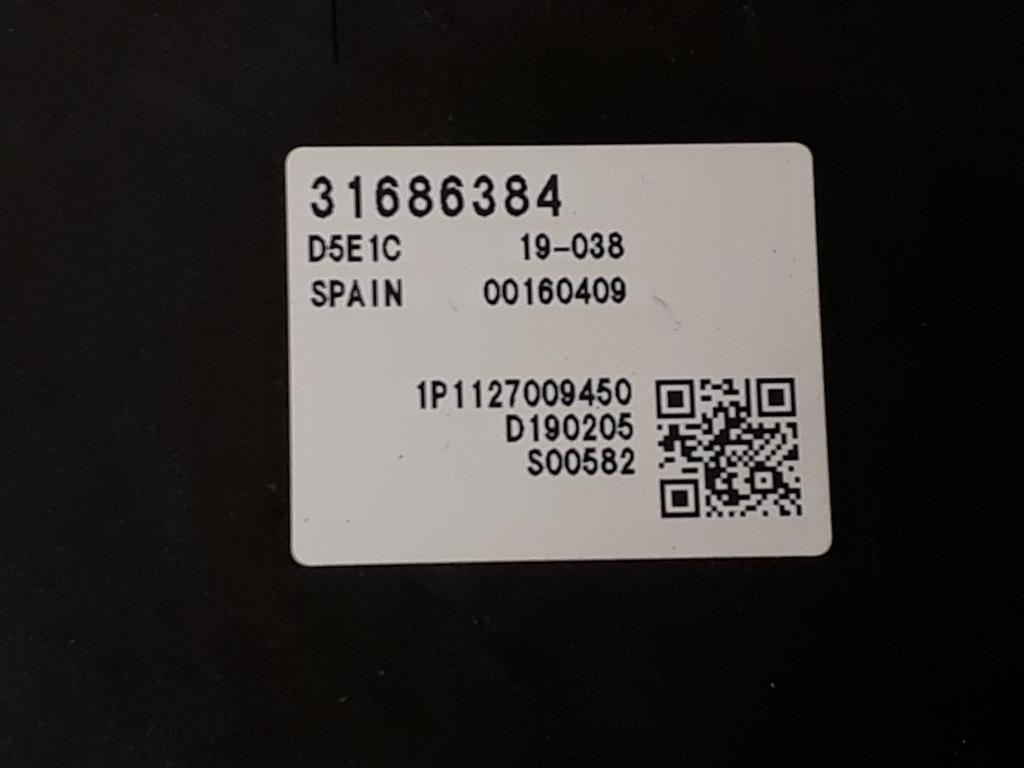 31686384
D5E1C 19-038
SPAIN 00160409
1P1127009450
D190205
S00582